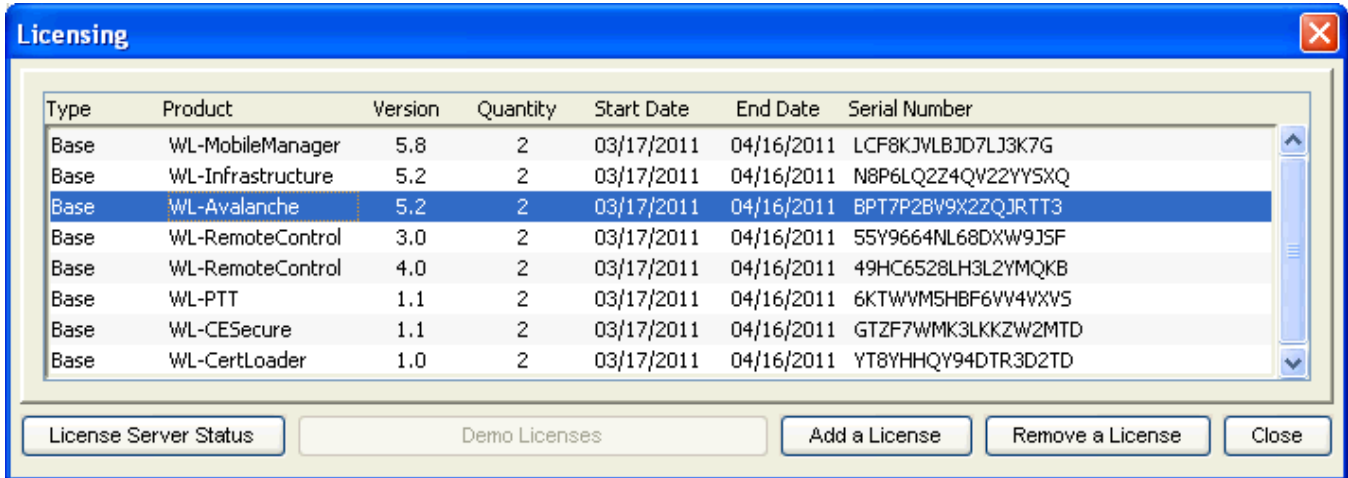 Licensing
Type Product Version Quantity Start Date End Date Serial Number
Base WL-MobileManager 5.8 2 03/17/2011 04/16/2011 LCF8KJVLBJD7LJ3K7G
Base WL-Infrastructure 5.2 2 03/17/2011 04/16/2011 N8P6LQ2Z4QV22YYSXQ
Base WL-Avalanche 5.2 2 03/17/2011 04/16/2011 BPT7P2BV9X2ZQJRTT3
Base WL-RemoteControl 3.0 2 03/17/2011 04/16/2011 55Y9664NL68DXW9JSF
Base WL-RemoteControl 4.0 2 03/17/2011 04/16/2011 49HC6528LH3L2YMQKB
Base WL-PTT 1.1 2 03/17/2011 04/16/2011 6KTWVM5HBF6VV4VXVS
Base WL-CESecure 1.1 2 03/17/2011 04/16/2011 GTZF7WMK3LKKZW2MTD
Base WL-CertLoader 1.0 2 03/17/2011 04/16/2011 YT8YHHQY94DTR3D2TD
License Server Status Demo Licenses Add a License Remove a License Close